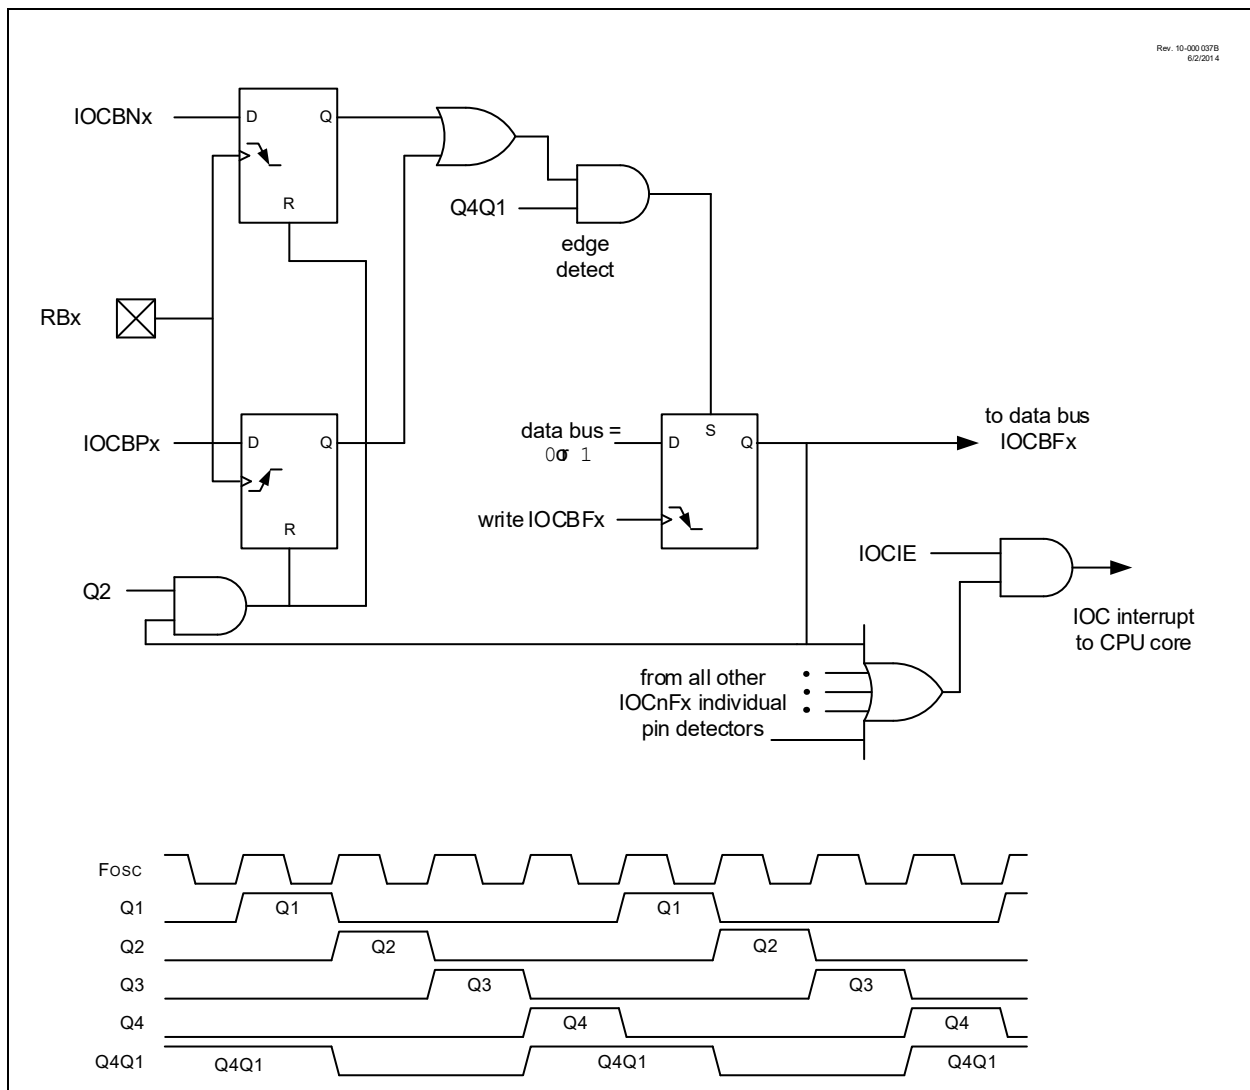 Rev. 10-000 037B
6/2/2014
IOCBNx
D
Q
R
Q4Q1
edge
detect
RBx
IOCBPx
D
Q
R
data bus =
0 or 1
D
S
Q
to data bus
IOCBFx
write IOCBFx
IOCIE
Q2
IOC interrupt
to CPU core
from all other
IOCnFx individual
pin detectors
FOSC
Q1
Q1
Q1
Q2
Q2
Q2
Q3
Q3
Q3
Q4
Q4
Q4
Q4Q1
Q4Q1
Q4Q1
Q4Q1